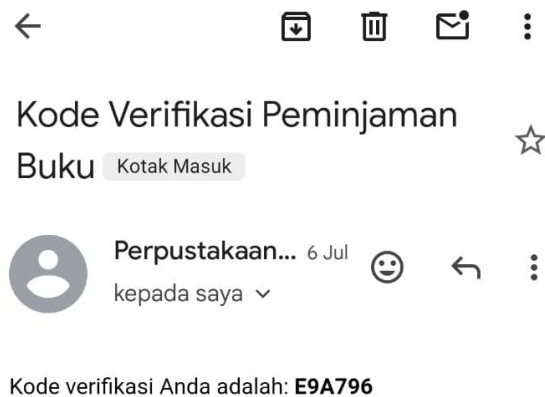 Kode Verifikasi Peminjaman
Buku Kotak Masuk
Perpustakaan... 6 Jul
kepada saya
Kode verifikasi Anda adalah: E9A796